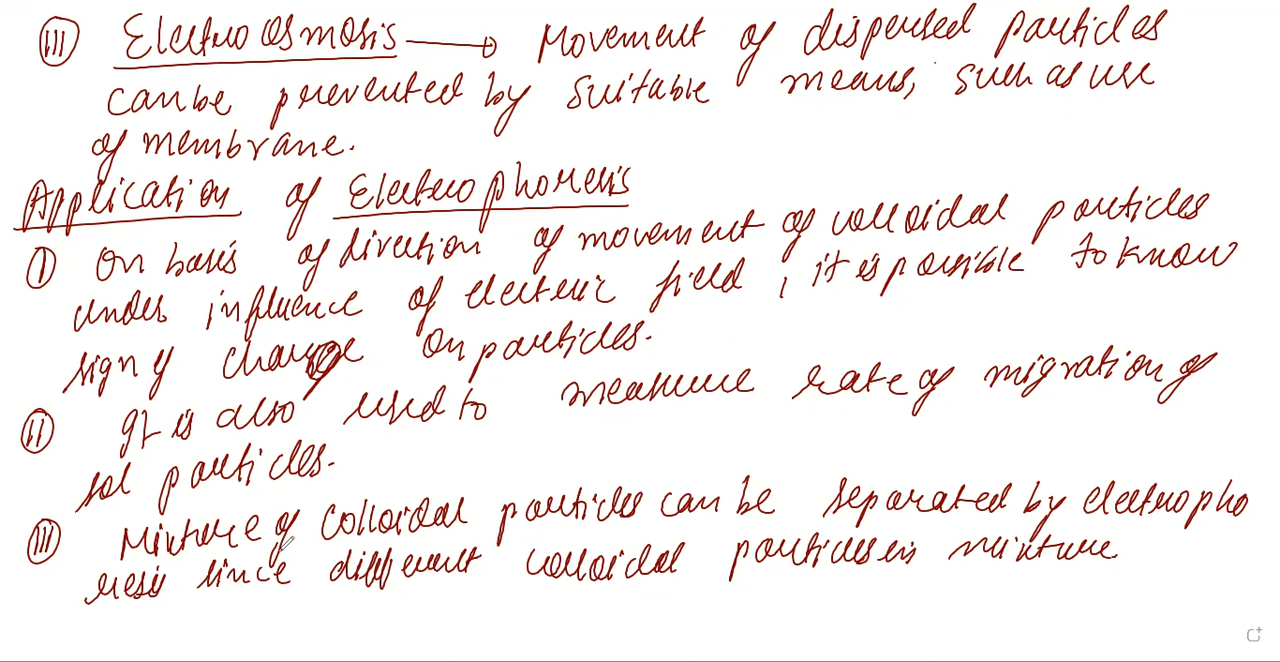 (III) Electroosmosis → Movement of dispersed particles
can be prevented by suitable means, such as use
of membrane.
Application of Electrophoresis
(I) On basis of direction of movement of colloidal particles
under influence of electric field, it is possible to know
sign of charge on particles.
(II) It is also used to measure rate of migration of
sol particles.
(III) Mixture of colloidal particles can be separated by electropho
resis since different colloidal particles in mixture